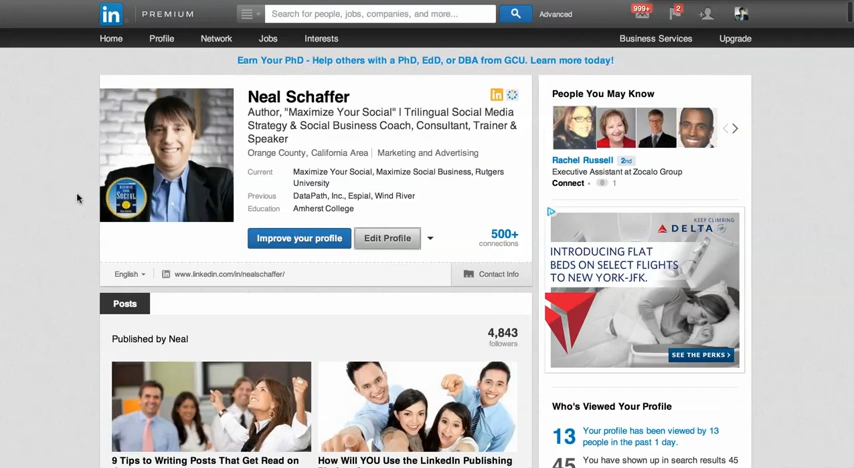 in PREMIUM Search for people, jobs, companies, and more... Advanced 999+ 2
Home Profile Network Jobs Interests Business Services Upgrade
Earn Your PhD - Help others with a PhD, EdD, or DBA from GCU. Learn more today!
Neal Schaffer
Author, "Maximize Your Social" | Trilingual Social Media
Strategy & Social Business Coach, Consultant, Trainer &
Speaker
Orange County, California Area | Marketing and Advertising
Current Maximize Your Social, Maximize Social Business, Rutgers
University
Previous DataPath, Inc., Espial, Wind River
Education Amherst College
SOCIAL
Improve your profile Edit Profile 500+
connections
English www.linkedin.com/in/nealschaffer/ Contact Info
Posts
Published by Neal 4,843
followers
9 Tips to Writing Posts That Get Read on
How Will YOU Use the LinkedIn Publishing
People You May Know
Rachel Russell 2nd
Executive Assistant at Zocalo Group
Connect • 1
KEEP CLIMBING
DELTA
INTRODUCING FLAT
BEDS ON SELECT FLIGHTS
TO NEW YORK-JFK.
SEE THE PERKS >
Who's Viewed Your Profile
13 Your profile has been viewed by 13
people in the past 1 day.
45 You have shown up in search results 45